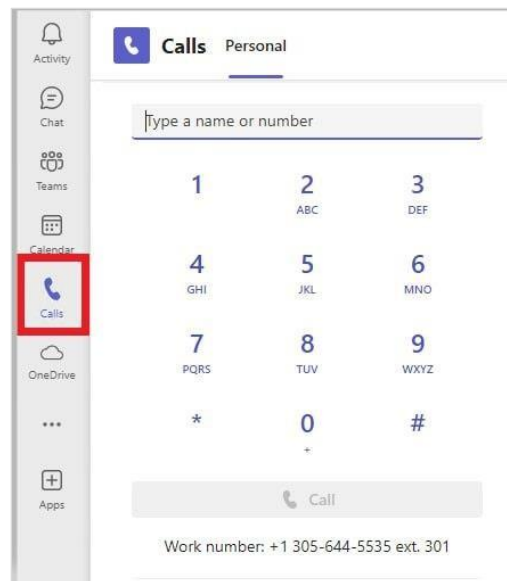 Activity
Chat
Teams
Calendar
Calls
OneDrive
...
Apps
Calls Personal
Type a name or number
1 2 3
ABC DEF
4 5 6
GHI JKL MNO
7 8 9
PQRS TUV WXYZ
* 0 #
+
Call
Work number: +1 305-644-5535 ext. 301